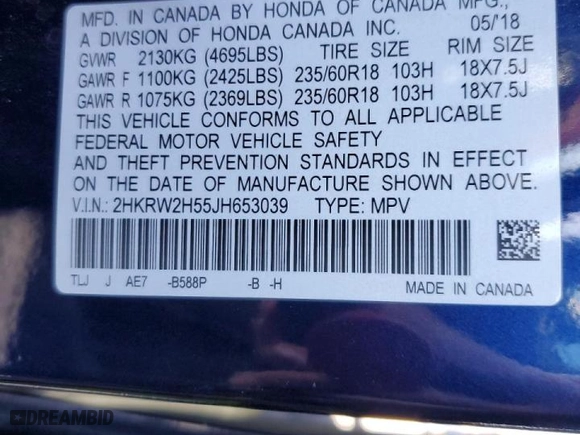 MFD. IN CANADA BY HONDA OF CANADA MFG.,
A DIVISION OF HONDA CANADA INC. 05/'18
GVWR 2130KG (4695LBS) TIRE SIZE RIM SIZE
GAWR F 1100KG (2425LBS) 235/60R18 103H 18X7.5J
GAWR R 1075KG (2369LBS) 235/60R18 103H 18X7.5J
THIS VEHICLE CONFORMS TO ALL APPLICABLE
FEDERAL MOTOR VEHICLE SAFETY
AND THEFT PREVENTION STANDARDS IN EFFECT
ON THE DATE OF MANUFACTURE SHOWN ABOVE.
V.I.N.: 2HKRW2H55JH653039 TYPE: MPV
TLJ J AE7 -B588P -B -H
MADE IN CANADA
DREAMBID